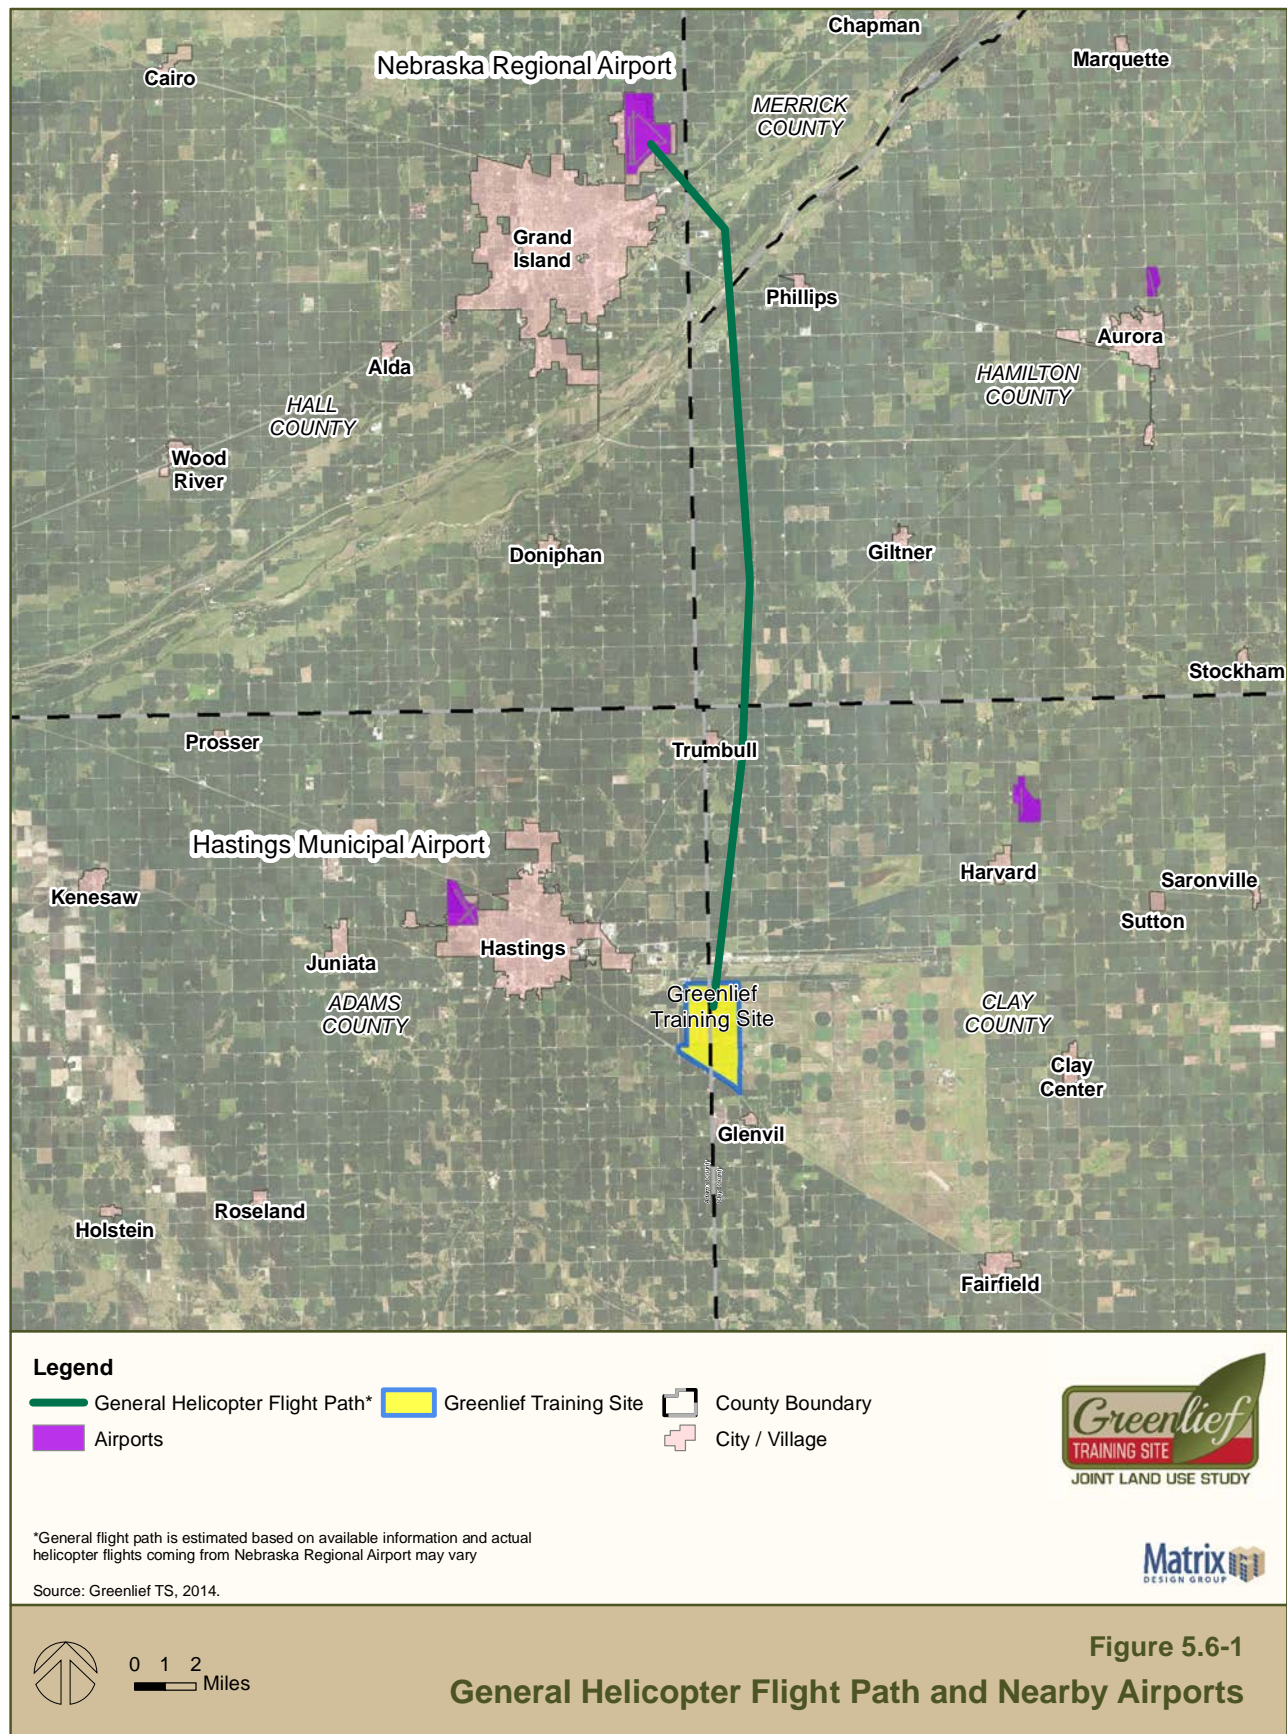 Chapman
Marquette
Cairo
Nebraska Regional Airport
MERRICK
COUNTY
Grand
Island
Phillips
Aurora
Alda
HAMILTON
COUNTY
HALL
COUNTY
Wood
River
Doniphan
Giltner
Stockham
Prosser
Trumbull
Hastings Municipal Airport
Harvard
Saronville
Kenesaw
Sutton
Hastings
Juniata
Greenlief
Training Site
ADAMS
COUNTY
CLAY
COUNTY
Clay
Center
Glenvil
Adams County
Clay County
Roseland
Holstein
Fairfield
Legend
General Helicopter Flight Path*
Greenlief Training Site
County Boundary
Airports
City / Village
Greenlief
TRAINING SITE
JOINT LAND USE STUDY
*General flight path is estimated based on available information and actual
helicopter flights coming from Nebraska Regional Airport may vary
Source: Greenlief TS, 2014.
Matrix
DESIGN GROUP
0 1 2
Miles
Figure 5.6-1
General Helicopter Flight Path and Nearby Airports